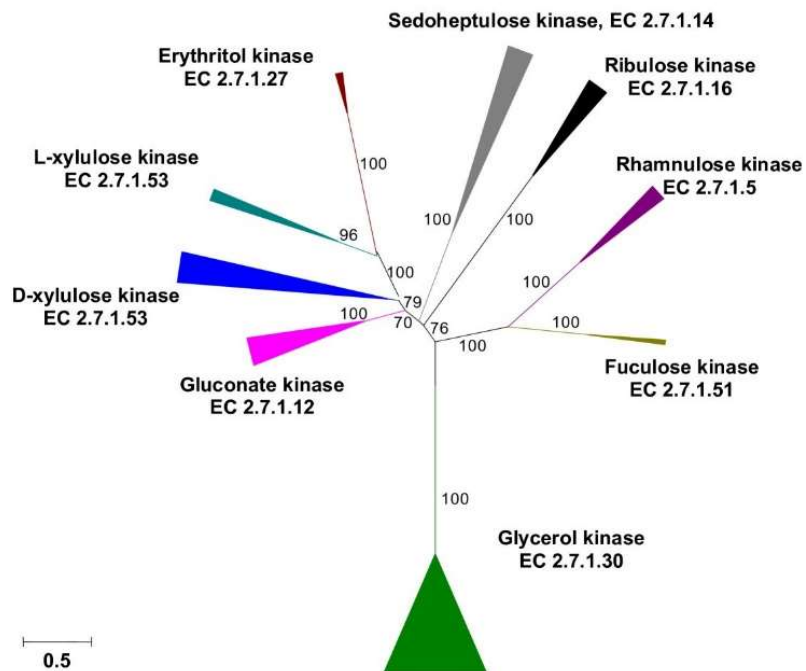 Sedoheptulose kinase, EC 2.7.1.14
Erythritol kinase
EC 2.7.1.27
Ribulose kinase
EC 2.7.1.16
L-xylulose kinase
EC 2.7.1.53
Rhamnulose kinase
EC 2.7.1.5
100
100
100
96
100
100
D-xylulose kinase
EC 2.7.1.53
79
100
70
76
100
100
Gluconate kinase
EC 2.7.1.12
Fuculose kinase
EC 2.7.1.51
100
Glycerol kinase
EC 2.7.1.30
0.5